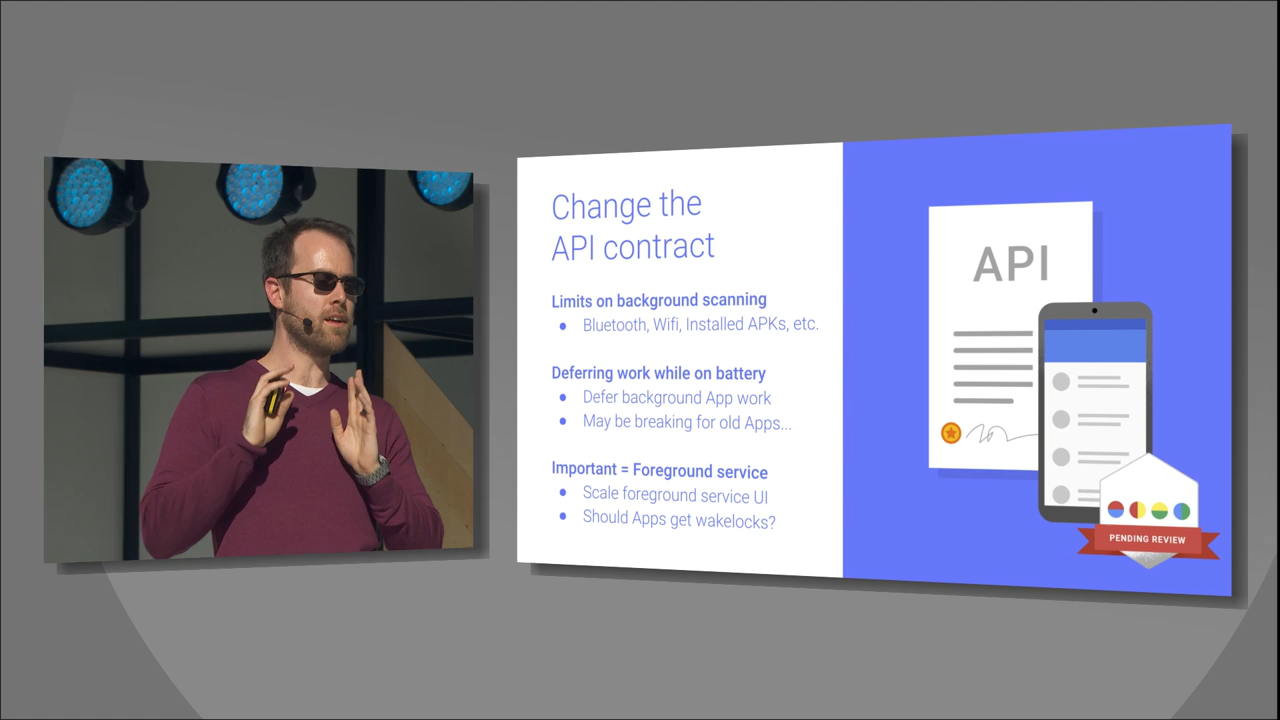 Change the
API contract
Limits on background scanning
● Bluetooth, Wifi, Installed APKs, etc.
Deferring work while on battery
● Defer background App work
● May be breaking for old Apps...
Important = Foreground service
● Scale foreground service UI
● Should Apps get wakelocks?
API
PENDING REVIEW